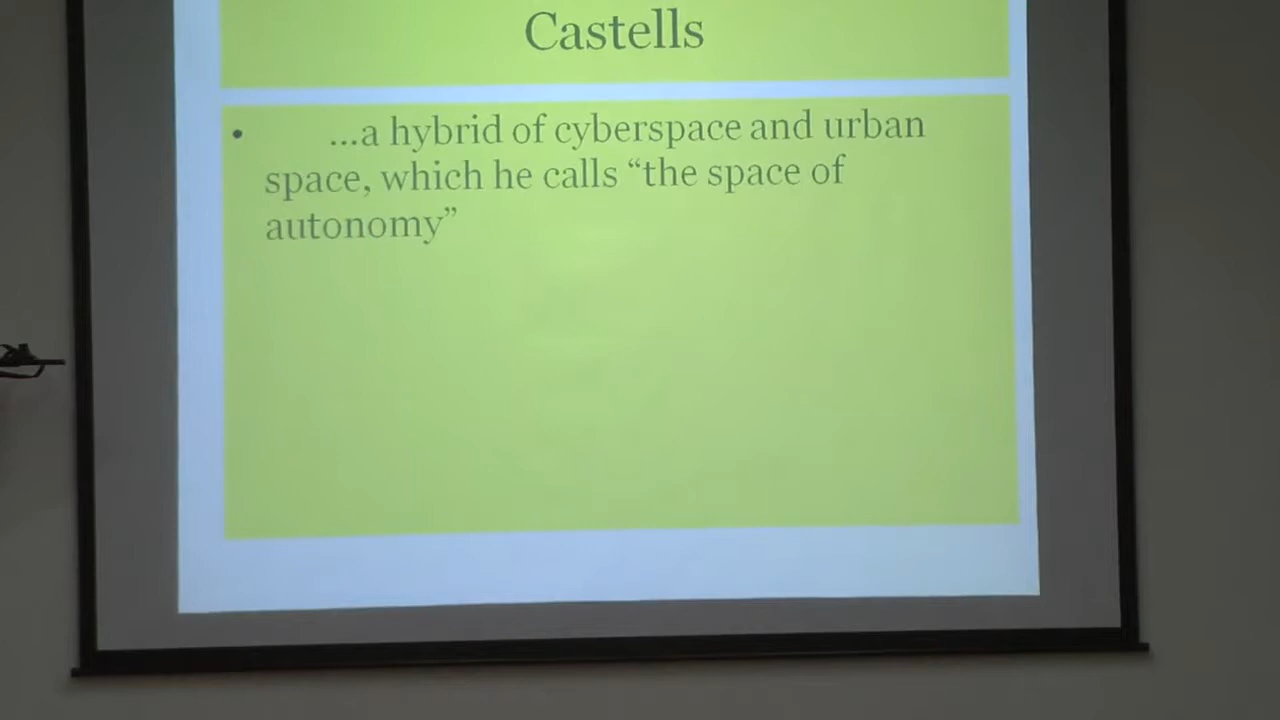 Castells
• ...a hybrid of cyberspace and urban
space, which he calls “the space of
autonomy”